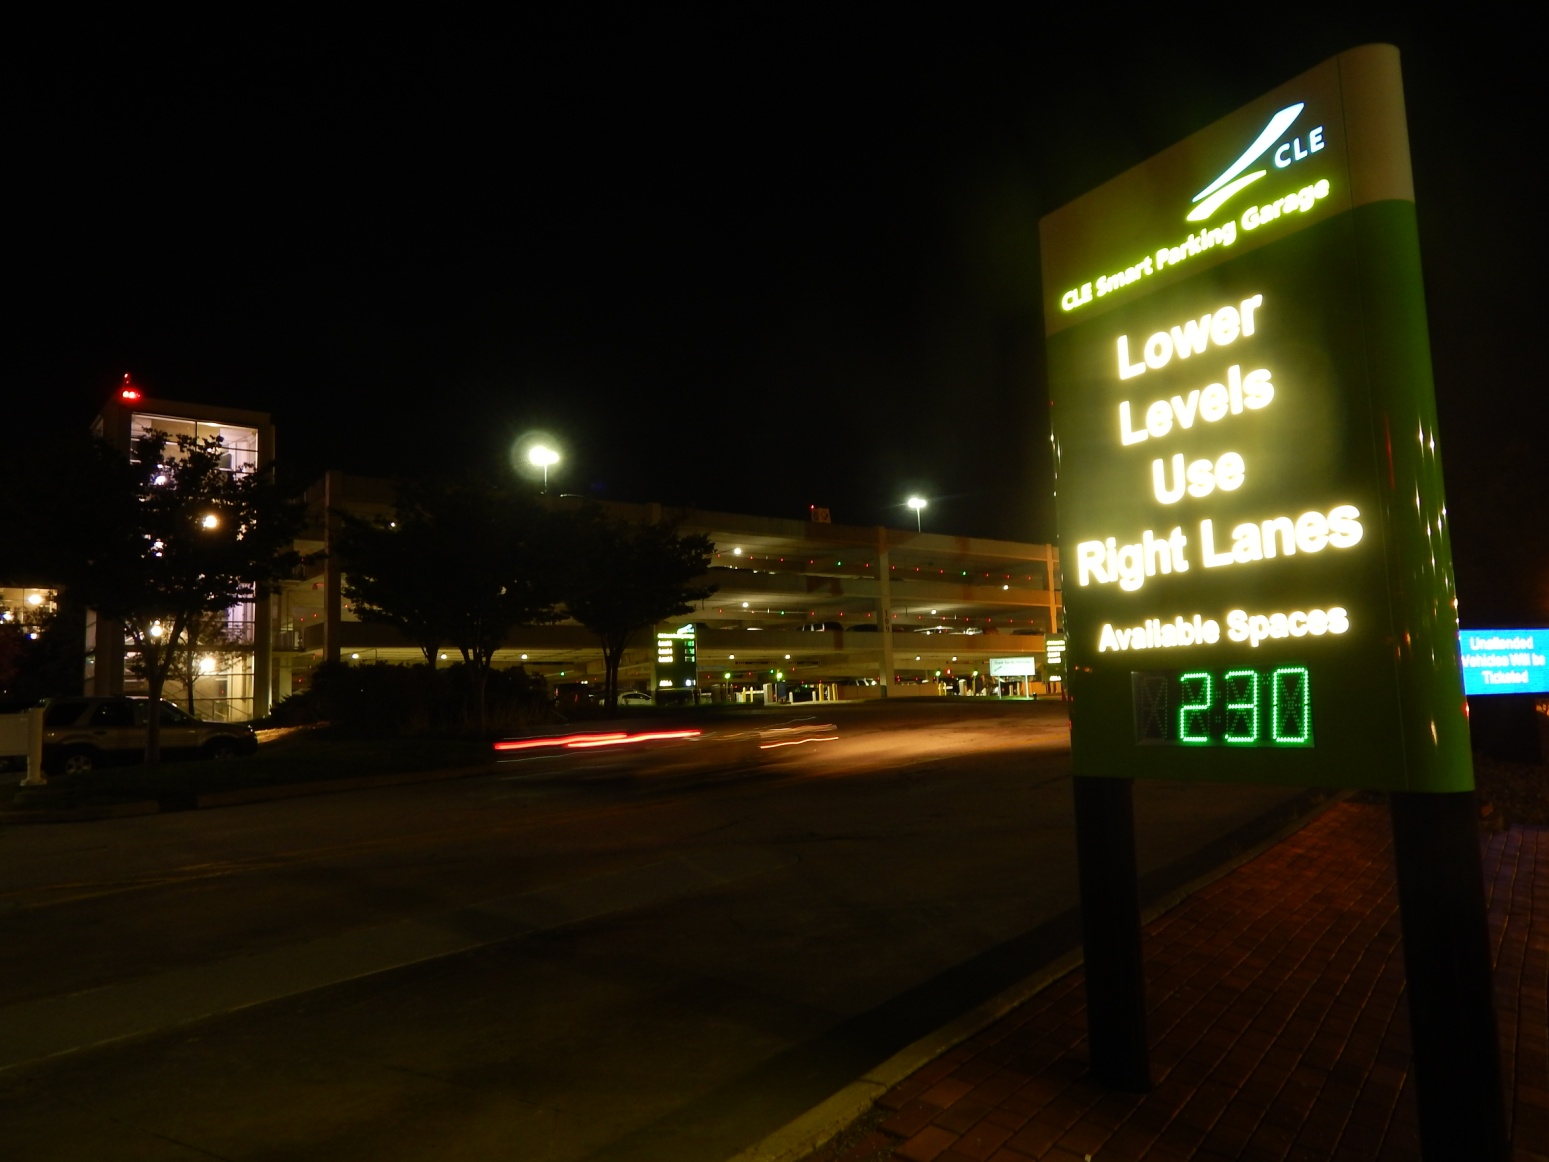 CLE
CLE Smart Parking Garage
Lower
Levels
Use
Right Lanes
Available Spaces
230
Unattended
Vehicles Will be
Ticketed